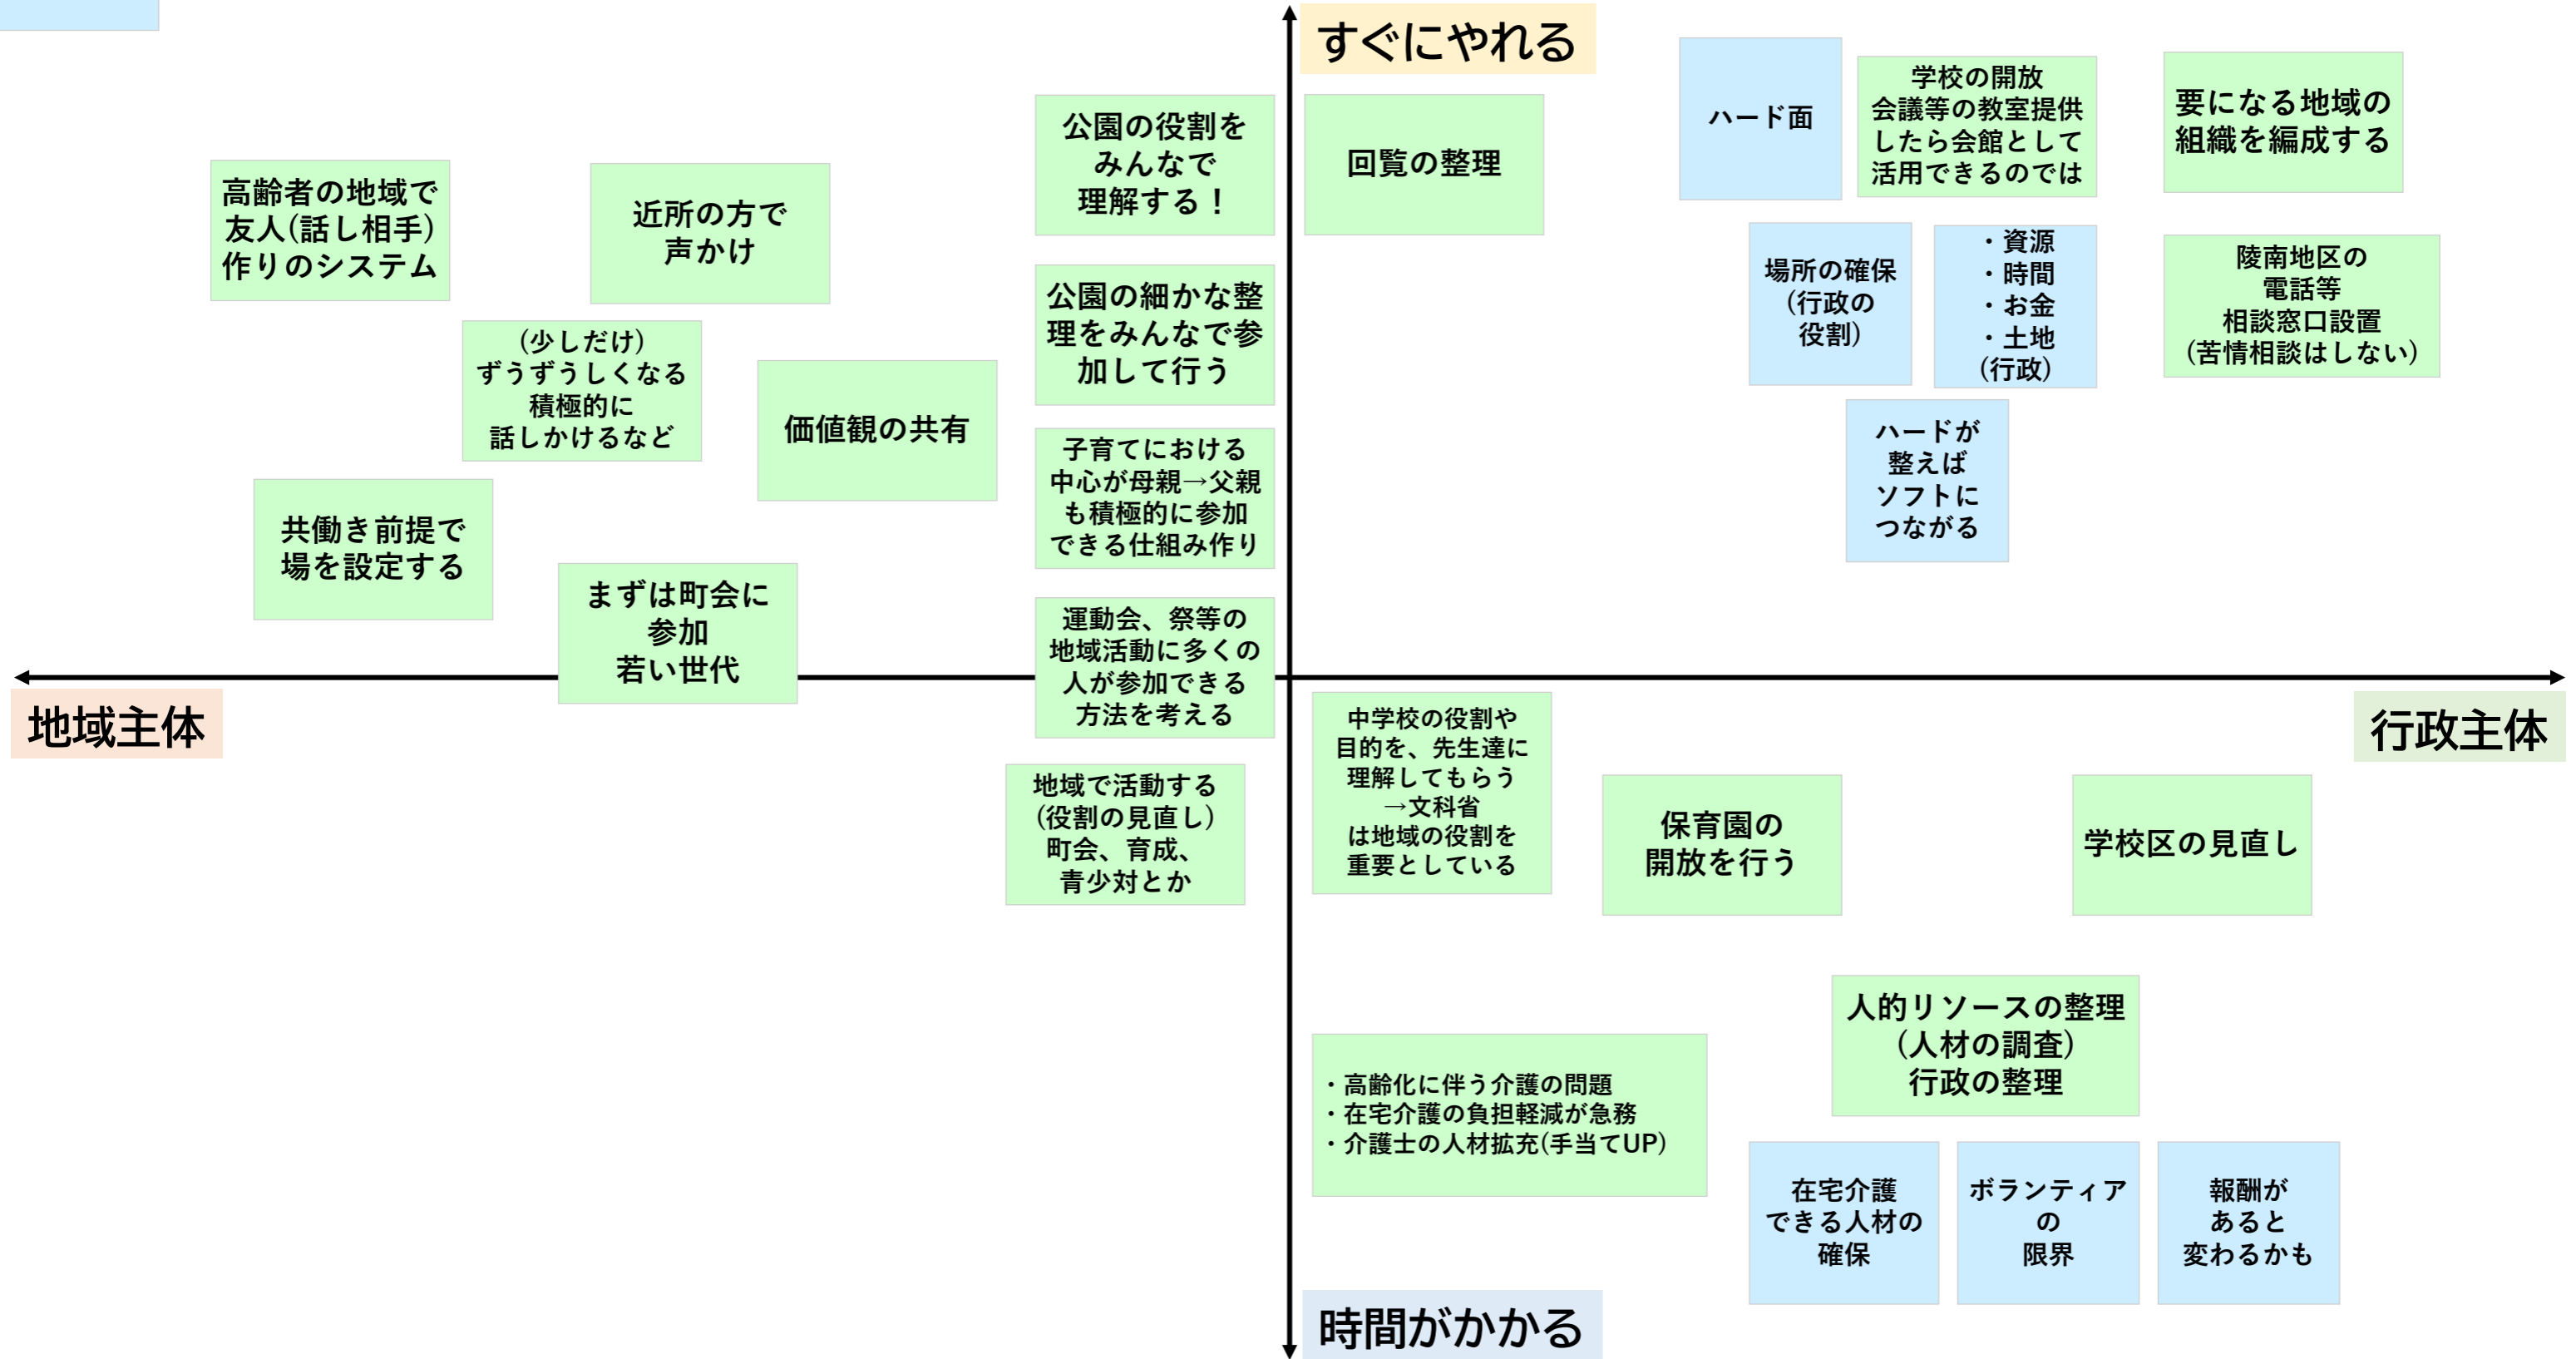 すぐにやれる
高齢者の地域で
友人(話し相手)
作りのシステム
近所の方で
声かけ
公園の役割を
みんなで
理解する！
(少しだけ)
ずうずうしくなる
積極的に
話しかけるなど
公園の細かな整
理をみんなで参
加して行う
価値観の共有
子育てにおける
中心が母親→父親
も積極的に参加
できる仕組み作り
共働き前提で
場を設定する
まずは町会に
参加
若い世代
運動会、祭等の
地域活動に多くの
人が参加できる
方法を考える
回覧の整理
ハード面
学校の開放
会議等の教室提供
したら会館として
活用できるのでは
要になる地域の
組織を編成する
場所の確保
(行政の
役割)
・資源
・時間
・お金
・土地
(行政)
陵南地区の
電話等
相談窓口設置
(苦情相談はしない)
ハードが
整えば
ソフトに
つながる
地域主体
行政主体
地域で活動する
(役割の見直し)
町会、育成、
青少対とか
中学校の役割や
目的を、先生達に
理解してもらう
→文科省
は地域の役割を
重要としている
保育園の
開放を行う
学校区の見直し
人的リソースの整理
(人材の調査)
行政の整理
・高齢化に伴う介護の問題
・在宅介護の負担軽減が急務
・介護士の人材拡充(手当てUP)
在宅介護
できる人材の
確保
ボランティア
の
限界
報酬が
あると
変わるかも
時間がかかる